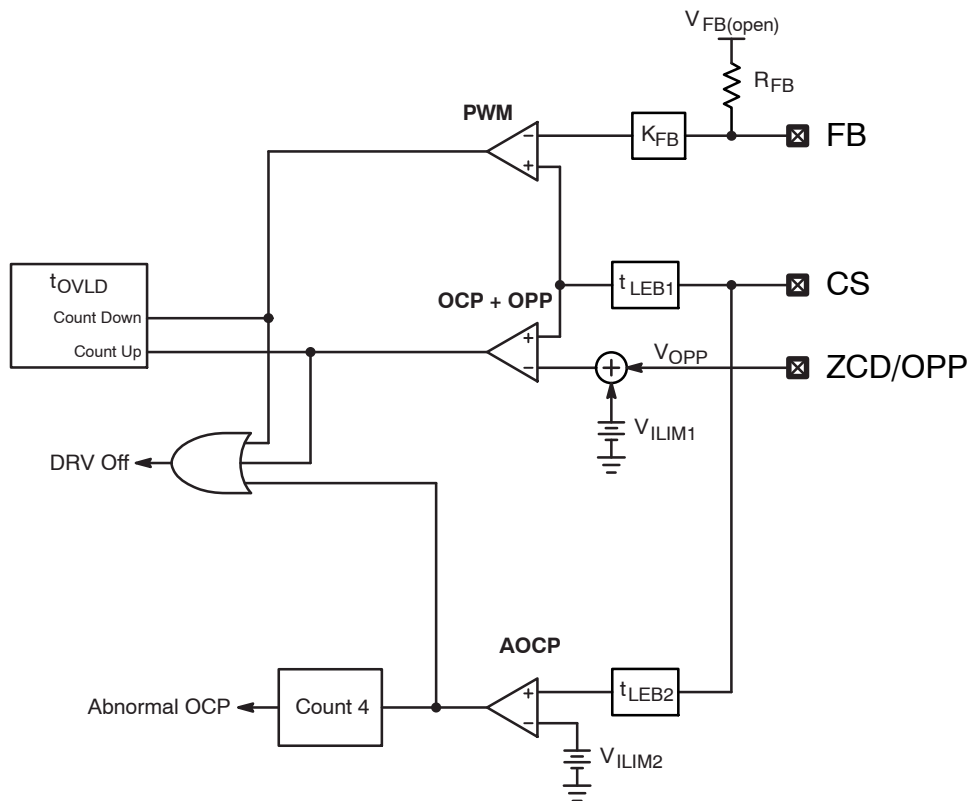 VFB(open)
RFB
PWM
−
+
KFB
FB
tOVLD
Count Down
Count Up
OCP + OPP
+
−
tLEB1
CS
VOPP
ZCD/OPP
+
VILIM1
DRV Off
AOCP
+
−
tLEB2
Abnormal OCP
Count 4
VILIM2